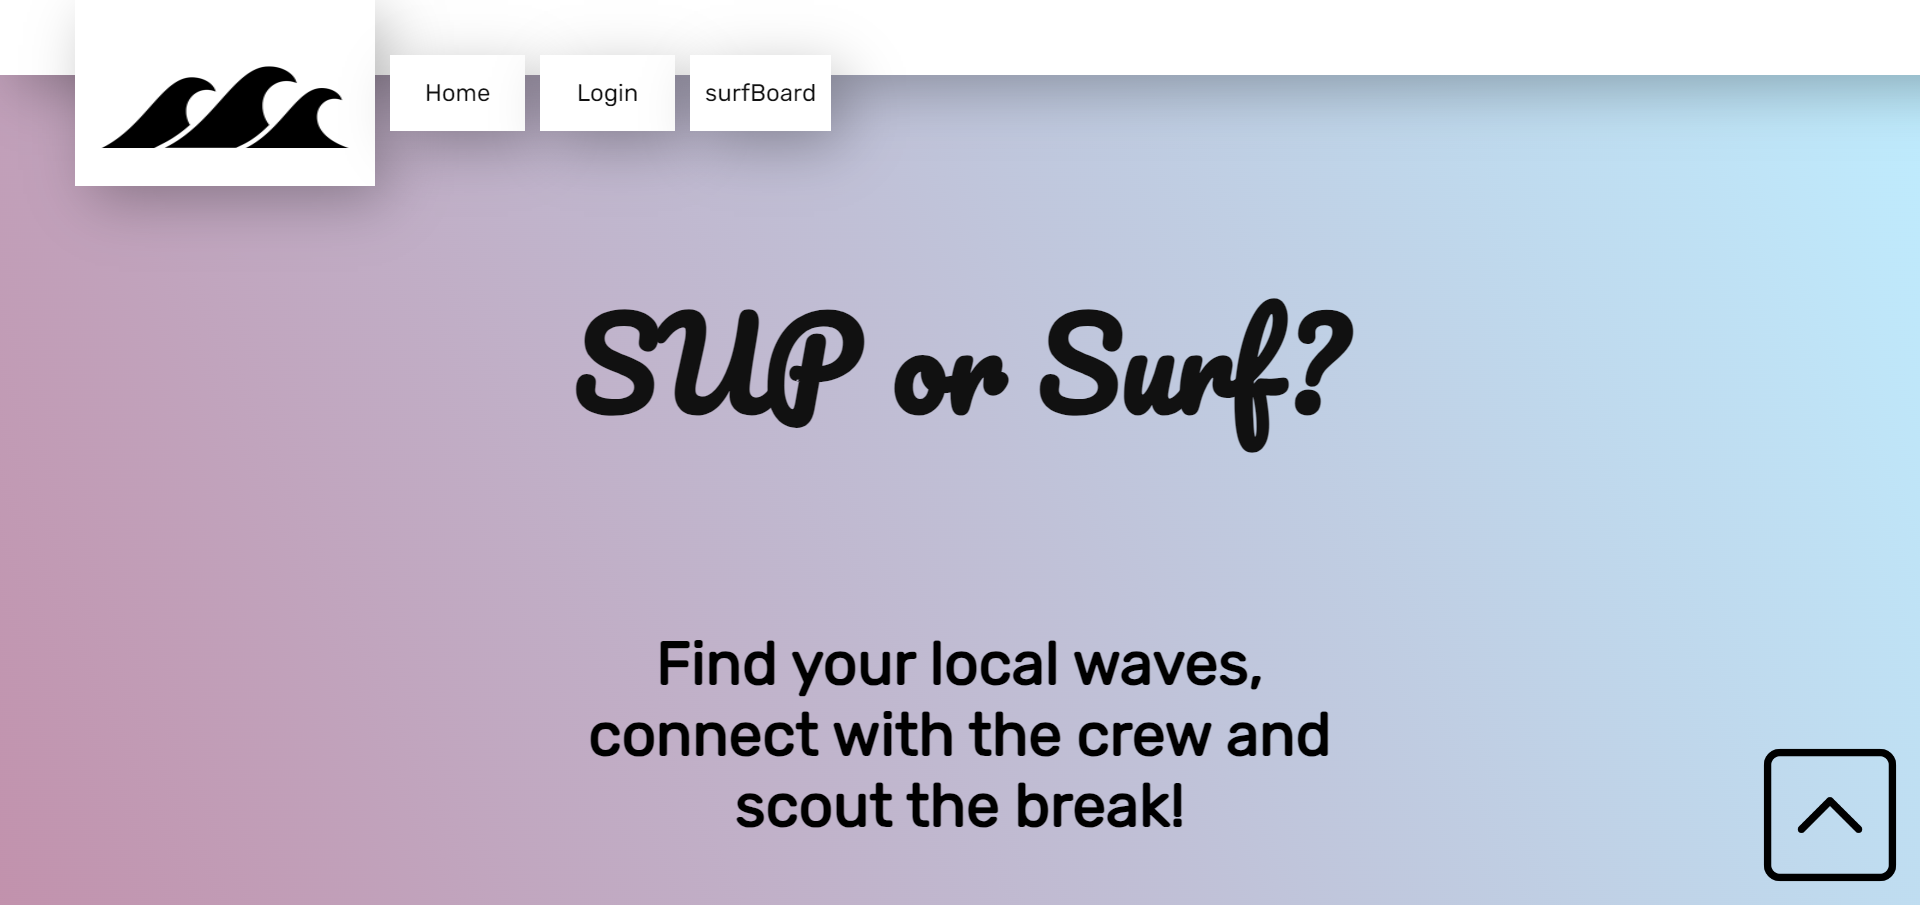 Home
Login
surfBoard
SUP or Surf?
Find your local waves,
connect with the crew and
scout the break!